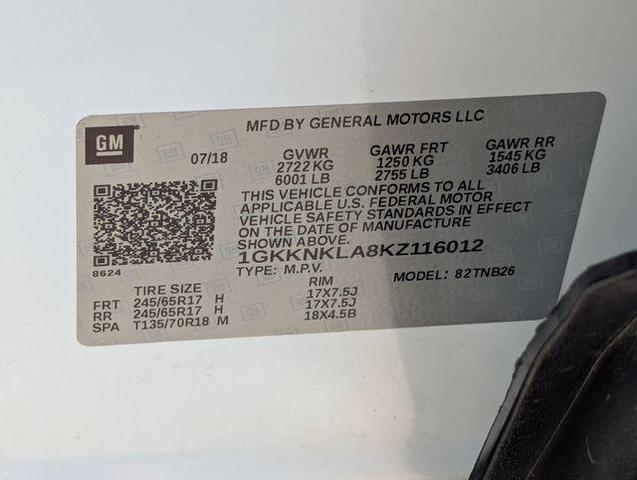 GM
MFD BY GENERAL MOTORS LLC
07/18
GVWR GAWR FRT GAWR RR
2722 KG 1250 KG 1545 KG
6001 LB 2755 LB 3406 LB
THIS VEHICLE CONFORMS TO ALL
APPLICABLE U.S. FEDERAL MOTOR
VEHICLE SAFETY STANDARDS IN EFFECT
ON THE DATE OF MANUFACTURE
SHOWN ABOVE.
1GKKNKLA8KZ116012
8624
TYPE: M.P.V. MODEL: 82TNB26
TIRE SIZE RIM
FRT 245/65R17 H 17X7.5J
RR 245/65R17 H 17X7.5J
SPA T135/70R18 M 18X4.5B